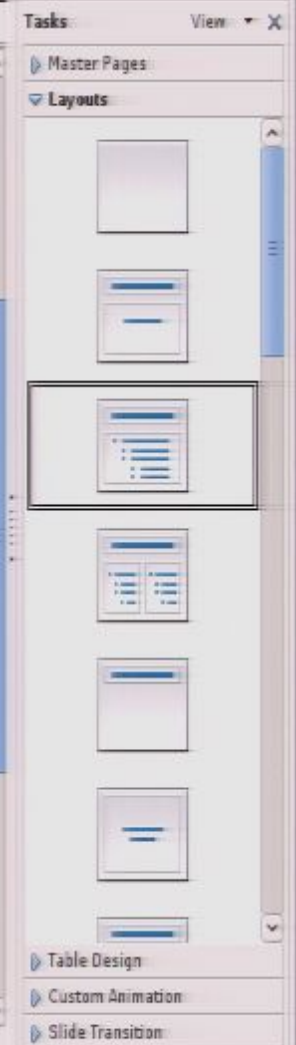 Tasks View
Master Pages
Layouts
Table Design
Custom Animation
Slide Transition